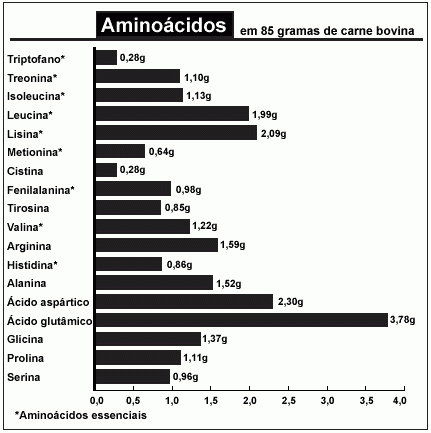 Aminoácidos em 85 gramas de carne bovina
Triptofano* 0,28g
Treonina* 1,10g
Isoleucina* 1,13g
Leucina* 1,99g
Lisina* 2,09g
Metionina* 0,64g
Cistina 0,28g
Fenilalanina* 0,98g
Tirosina 0,85g
Valina* 1,22g
Arginina 1,59g
Histidina* 0,86g
Alanina 1,52g
Ácido aspártico 2,30g
Ácido glutâmico 3,78g
Glicina 1,37g
Prolina 1,11g
Serina 0,96g
0,0 0,5 1,0 1,5 2,0 2,5 3,0 3,5 4,0
*Aminoácidos essenciais